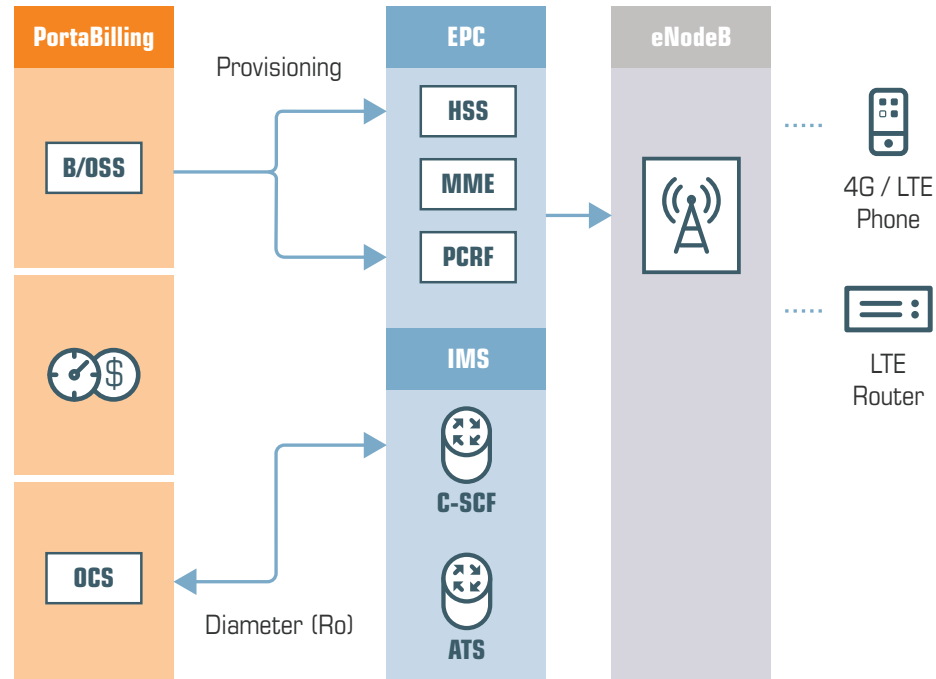 PortaBilling
B/OSS
$
OCS
Provisioning
Diameter (Ro)
EPC
HSS
MME
PCRF
IMS
C-SCF
ATS
eNodeB
4G / LTE
Phone
LTE
Router